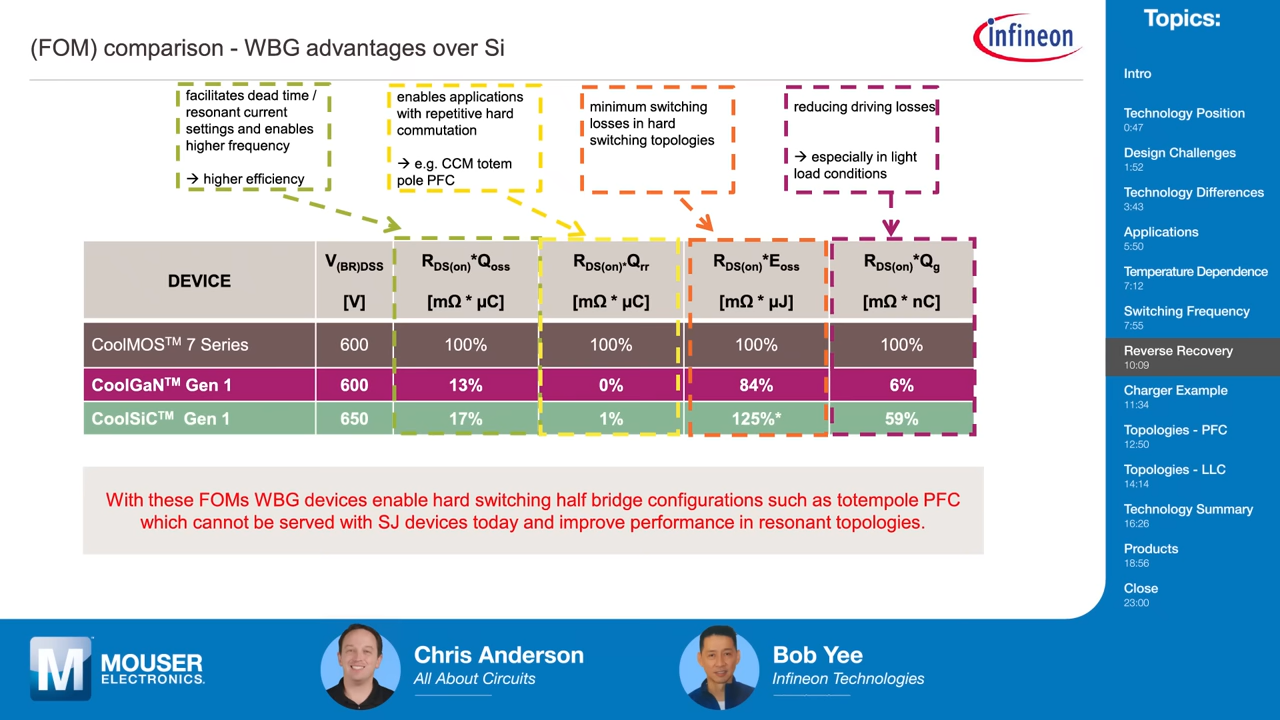 (FOM) comparison - WBG advantages over Si
infineon
facilitates dead time /
resonant current
settings and enables
higher frequency
→ higher efficiency
enables applications
with repetitive hard
commutation
→ e.g. CCM totem
pole PFC
minimum switching
losses in hard
switching topologies
reducing driving losses
→ especially in light
load conditions
DEVICE
V(BR)DSS
[V]
RDS(on)*Qoss
[mΩ * µC]
RDS(on)*Qrr
[mΩ * µC]
RDS(on)*Eoss
[mΩ * µJ]
RDS(on)*Qg
[mΩ * nC]
CoolMOS™ 7 Series 600 100% 100% 100% 100%
CoolGaN™ Gen 1 600 13% 0% 84% 6%
CoolSiC™ Gen 1 650 17% 1% 125%* 59%
With these FOMs WBG devices enable hard switching half bridge configurations such as totempole PFC
which cannot be served with SJ devices today and improve performance in resonant topologies.
Topics:
Intro
Technology Position
0:47
Design Challenges
1:52
Technology Differences
3:43
Applications
5:50
Temperature Dependence
7:12
Switching Frequency
7:55
Reverse Recovery
10:09
Charger Example
11:34
Topologies - PFC
12:50
Topologies - LLC
14:14
Technology Summary
16:26
Products
18:56
Close
23:00
M
MOUSER
ELECTRONICS.
Chris Anderson
All About Circuits
Bob Yee
Infineon Technologies